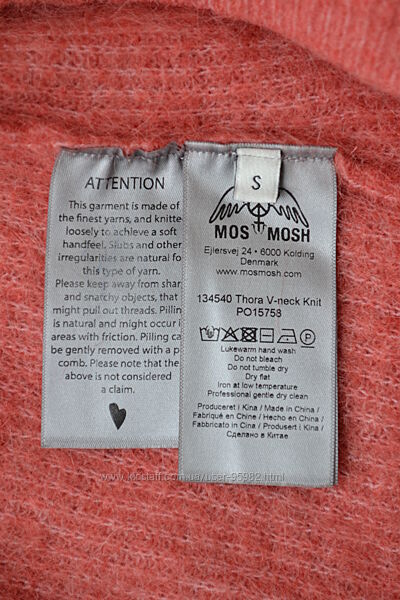 ATTENTION
This garment is made of
the finest yarns, and knitte
loosely to achieve a soft
handfeel. Slubs and other
irregularities are natural fo
this type of yarn.
Please keep away from shar
and snatchy objects, that
might pull out threads. Pilling
is natural and might occur i
areas with friction. Pilling ca
be gently removed with a p
comb. Please note that the
above is not considered
a claim.
S
MOS MOSH
Ejlersvej 24 • 6000 Kolding
Denmark
www.mosmosh.com
134540 Thora V-neck Knit
PO15758
P
Lukewarm hand wash
Do not bleach
Do not tumble dry
Dry flat
Iron at low temperature
Professional gentle dry clean
Produceret i Kina / Made in China /
Fabriqué en Chine / Hecho en China /
Fabbricato in Cina / Produsert i Kina /
Сделано в Китае